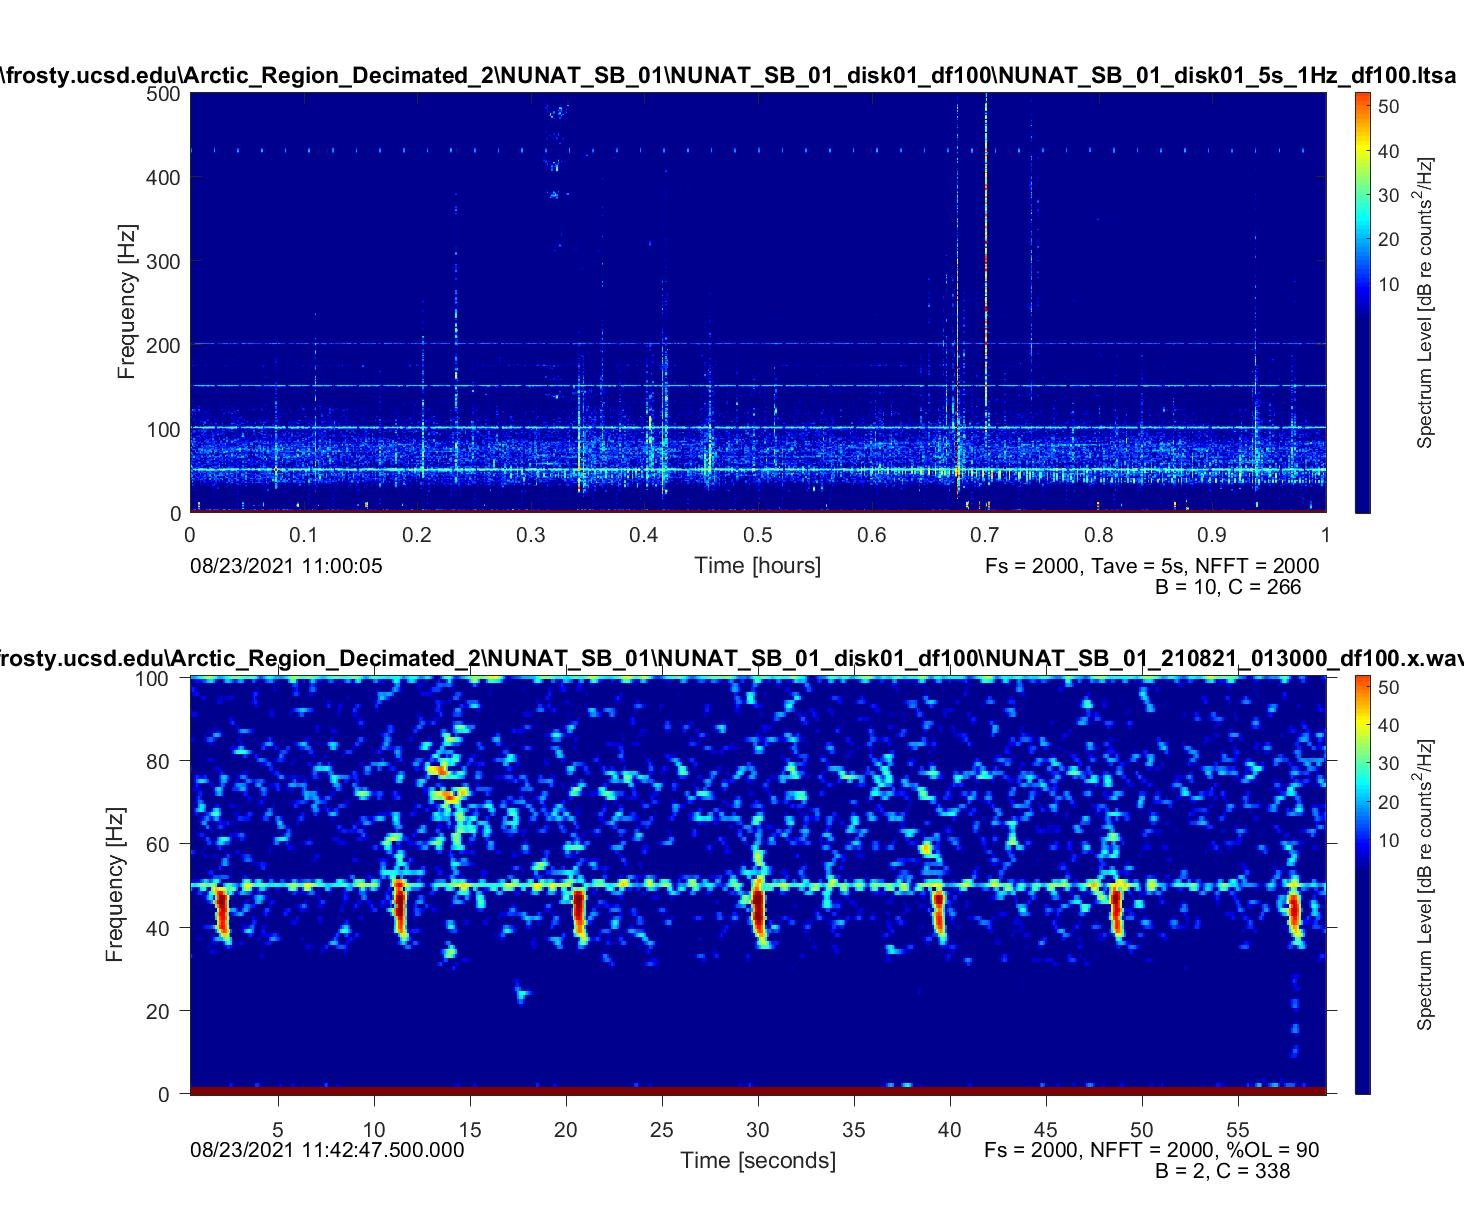 \frosty.ucsd.edu\Arctic_Region_Decimated_2\NUNAT_SB_01\NUNAT_SB_01_disk01_df100\NUNAT_SB_01_disk01_5s_1Hz_df100.ltsa
500
400
300
200
100
0
Frequency [Hz]
0 0.1 0.2 0.3 0.4 0.5 0.6 0.7 0.8 0.9 1
08/23/2021 11:00:05
Time [hours]
Fs = 2000, Tave = 5s, NFFT = 2000
B = 10, C = 266
50
40
30
20
10
Spectrum Level [dB re counts²/Hz]
frosty.ucsd.edu\Arctic_Region_Decimated_2\NUNAT_SB_01\NUNAT_SB_01_disk01_df100\NUNAT_SB_01_210821_013000_df100.x.wav
100
80
60
40
20
0
Frequency [Hz]
5 10 15 20 25 30 35 40 45 50 55
08/23/2021 11:42:47.500.000
Time [seconds]
Fs = 2000, NFFT = 2000, %OL = 90
B = 2, C = 338
50
40
30
20
10
Spectrum Level [dB re counts²/Hz]